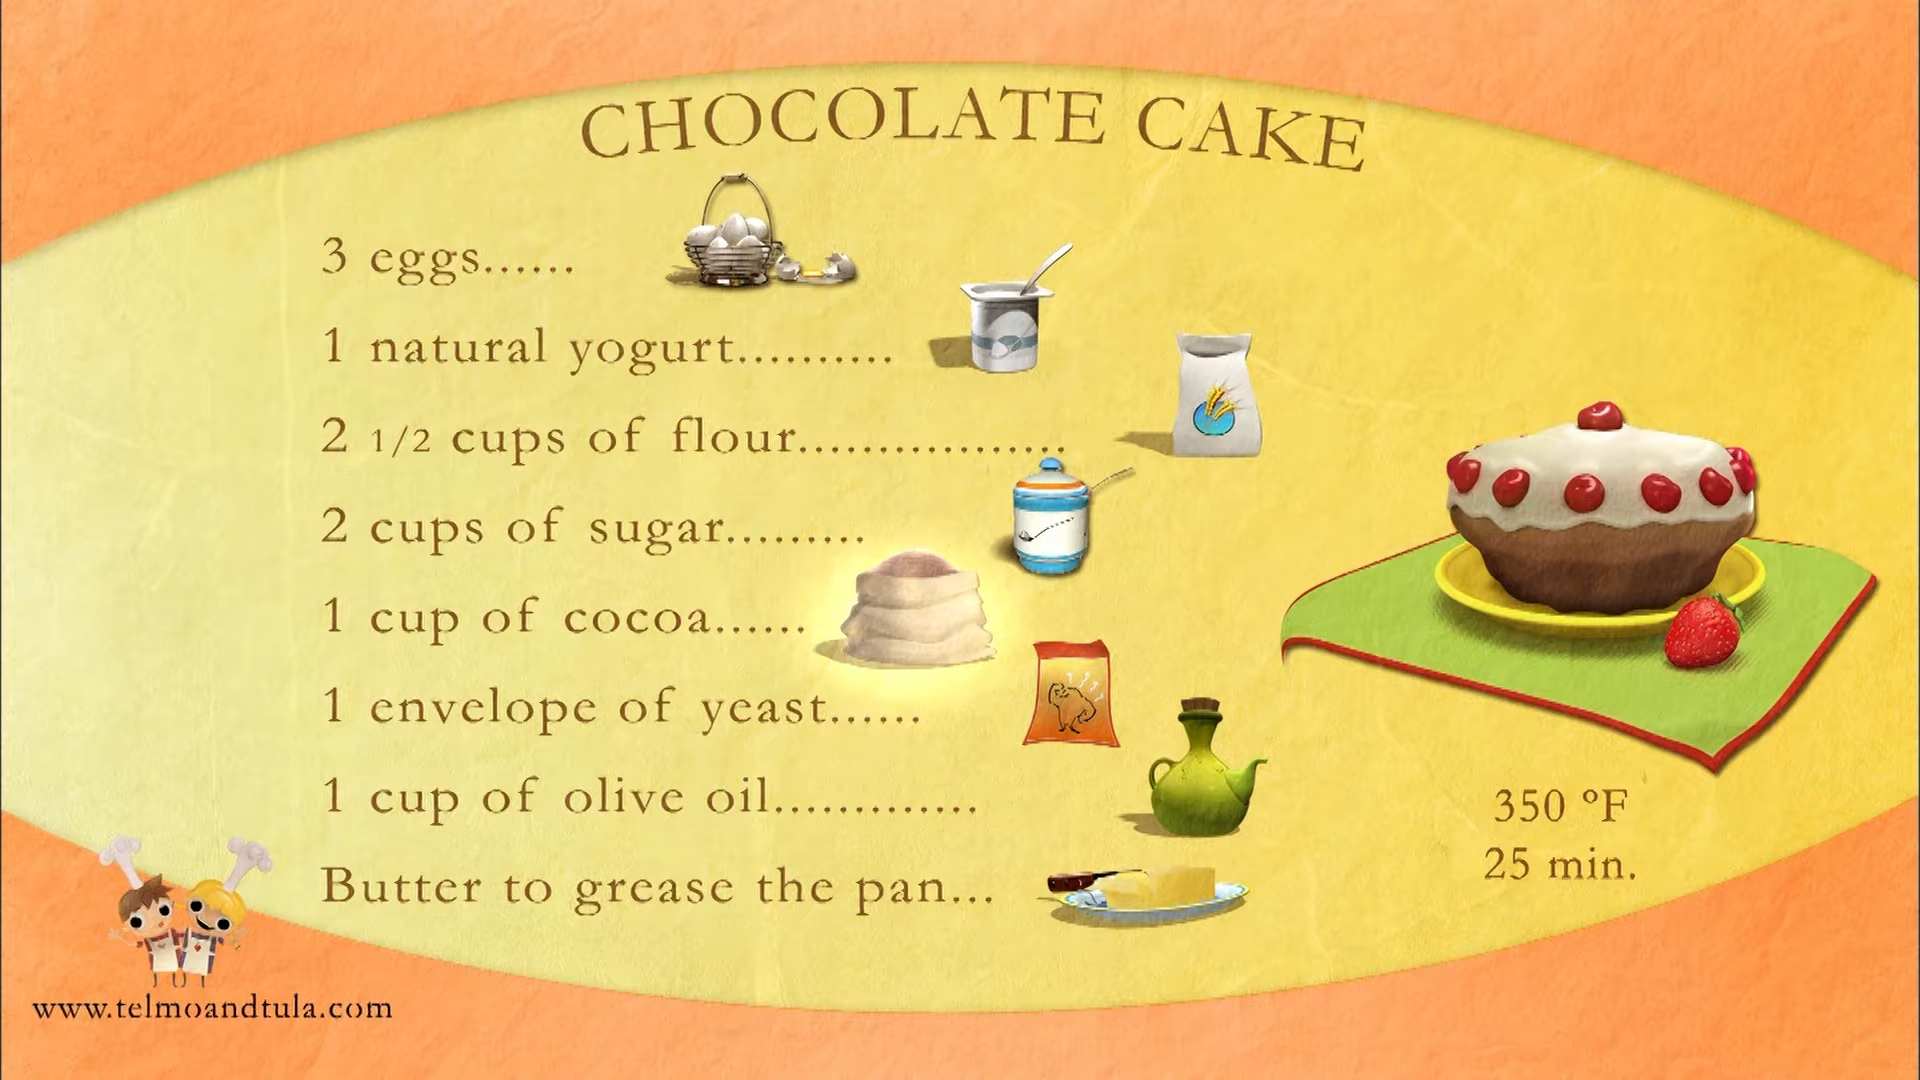 CHOCOLATE CAKE
3 eggs......
1 natural yogurt..........
2 1/2 cups of flour.................
2 cups of sugar.........
1 cup of cocoa......
1 envelope of yeast......
1 cup of olive oil.............
Butter to grease the pan...
350 ºF
25 min.
www.telmoandtula.com